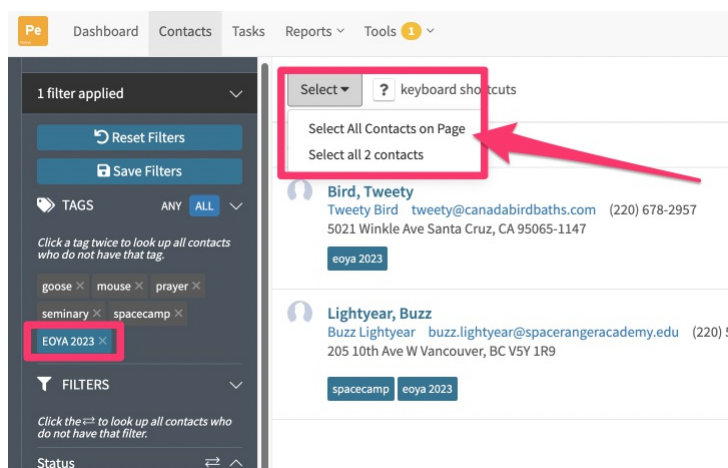 Pe Dashboard Contacts Tasks Reports Tools 1
1 filter applied
Reset Filters
Save Filters
TAGS ANY ALL
Click a tag twice to look up all contacts
who do not have that tag.
goose × mouse × prayer ×
seminary × spacecamp ×
EOYA 2023 ×
FILTERS
Click the ⇄ to look up all contacts who
do not have that filter.
Status
Select ? keyboard shortcuts
Select All Contacts on Page
Select all 2 contacts
Bird, Tweety
Tweety Bird tweety@canadabirdbaths.com (220) 678-2957
5021 Winkle Ave Santa Cruz, CA 95065-1147
eoya 2023
Lightyear, Buzz
Buzz Lightyear buzz.lightyear@spacerangeracademy.edu (220)
205 10th Ave W Vancouver, BC V5Y 1R9
spacecamp eoya 2023